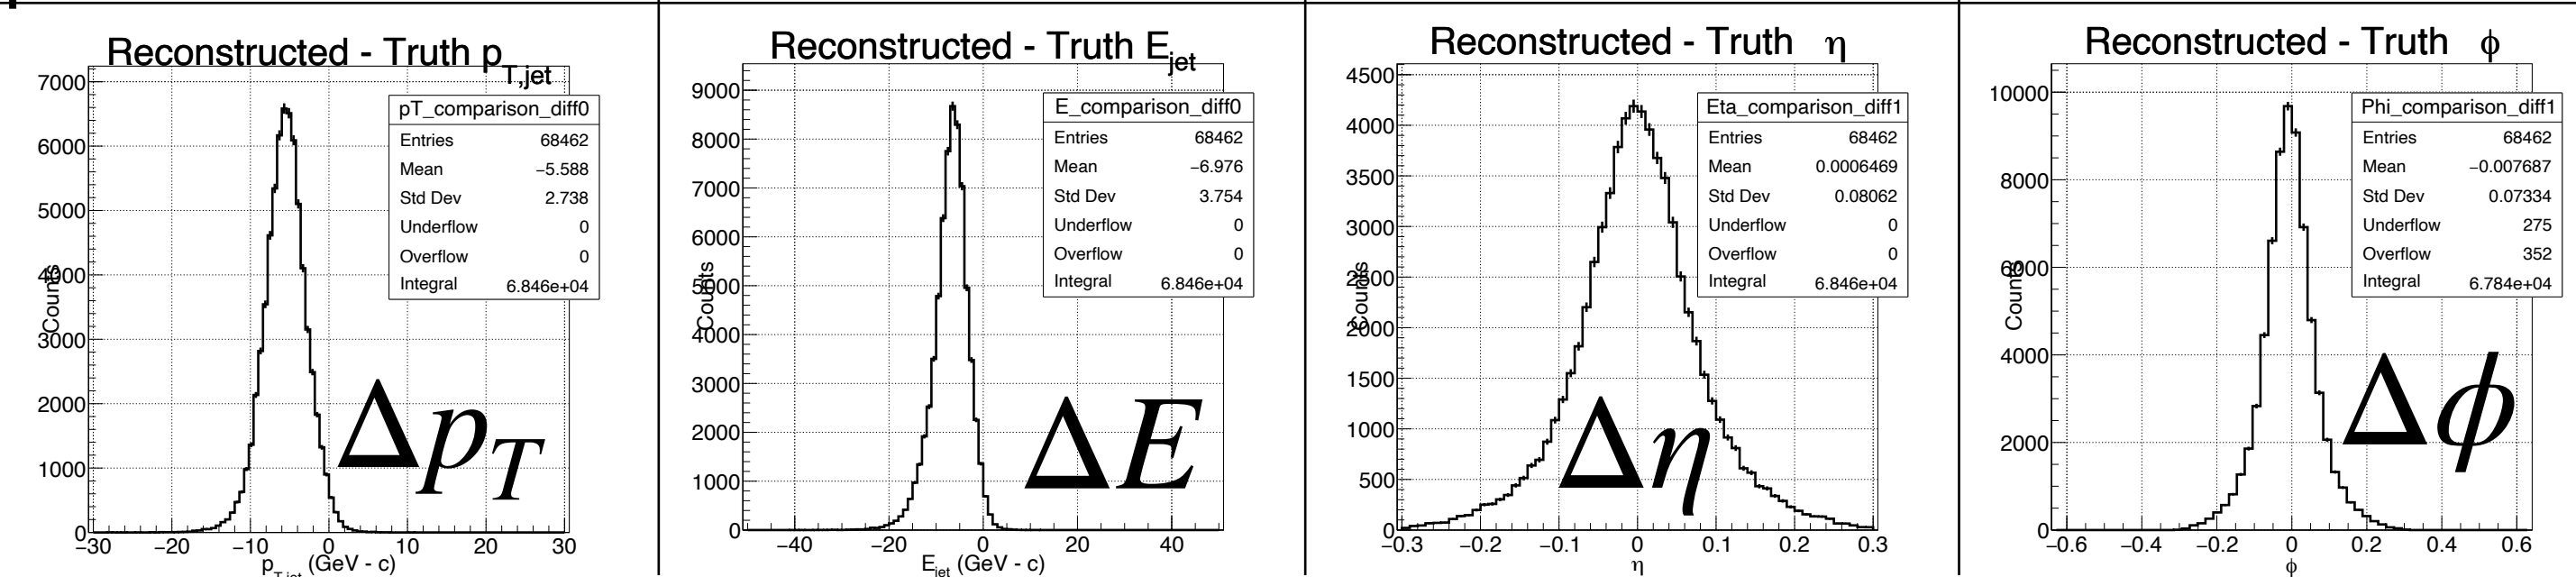 Reconstructed - Truth p T,jet
pT_comparison_diff0
Entries 68462
Mean −5.588
Std Dev 2.738
Underflow 0
Overflow 0
Integral 6.846e+04
7000
6000
5000
4000
3000
2000
1000
0
Counts
Δp_T
−30 −20 −10 0 10 20 30
p T,jet (GeV - c)
Reconstructed - Truth E jet
E_comparison_diff0
Entries 68462
Mean −6.976
Std Dev 3.754
Underflow 0
Overflow 0
Integral 6.846e+04
9000
8000
7000
6000
5000
4000
3000
2000
1000
0
Counts
ΔE
−40 −20 0 20 40
E jet (GeV - c)
Reconstructed - Truth η
Eta_comparison_diff1
Entries 68462
Mean 0.0006469
Std Dev 0.08062
Underflow 0
Overflow 0
Integral 6.846e+04
4500
4000
3500
3000
2500
2000
1500
1000
500
0
Counts
Δη
−0.3 −0.2 −0.1 0 0.1 0.2 0.3
η
Reconstructed - Truth ϕ
Phi_comparison_diff1
Entries 68462
Mean −0.007687
Std Dev 0.07334
Underflow 275
Overflow 352
Integral 6.784e+04
10000
8000
6000
4000
2000
0
Counts
Δϕ
−0.6 −0.4 −0.2 0 0.2 0.4 0.6
ϕ